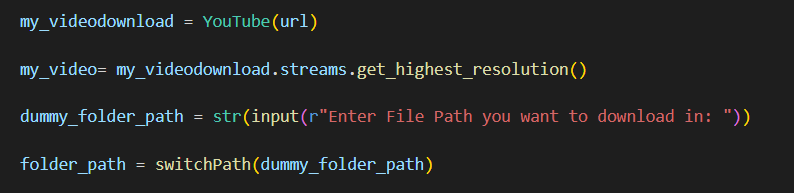 my_videodownload = YouTube(url)
my_video= my_videodownload.streams.get_highest_resolution()
dummy_folder_path = str(input(r"Enter File Path you want to download in: "))
folder_path = switchPath(dummy_folder_path)